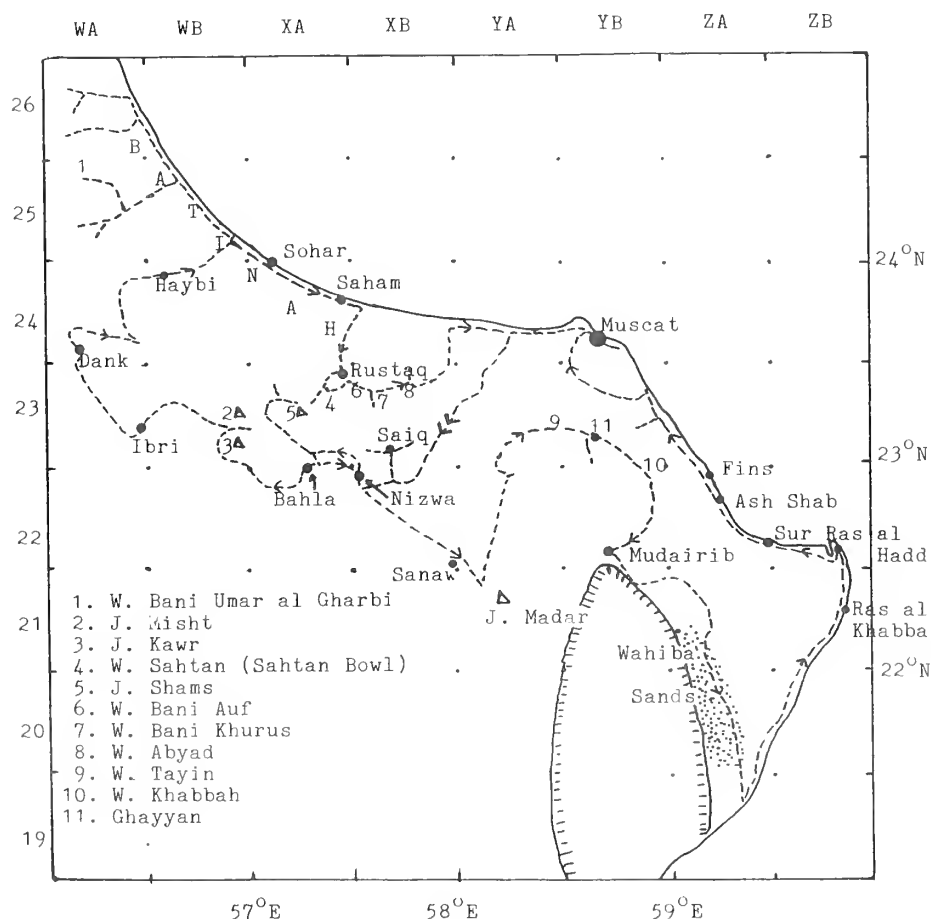 WA WB XA XB YA YB ZA ZB
26
B
1
A
25
T
I
Sohar
24°N
N
Haybi
Saham
A
24
H
Muscat
Dank
Rustaq
4 6 7 8
23
2 5
9 11
Ibri
3
Saiq
10
23°N
Fins
Bahla
Nizwa
Ash Shab
22
Sur Ras al
Hadd
Mudairib
Sanaw
J. Madar
Ras al
Khabba
21
Wahiba
Sands
22°N
20
19
1. W. Bani Umar al Gharbi
2. J. Misht
3. J. Kawr
4. W. Sahtan (Sahtan Bowl)
5. J. Shams
6. W. Bani Auf
7. W. Bani Khurus
8. W. Abyad
9. W. Tayin
10. W. Khabbah
11. Ghayyan
57°E 58°E 59°E